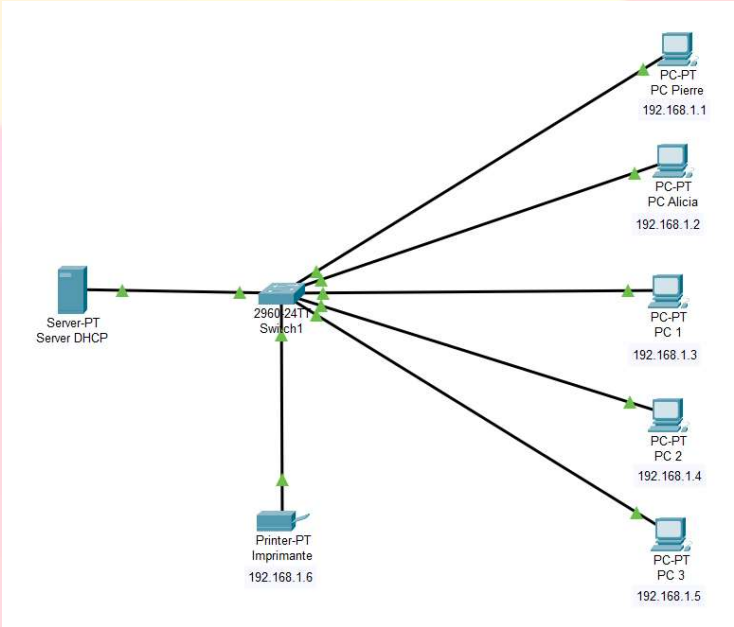 PC-PT
PC Pierre
192.168.1.1
PC-PT
PC Alicia
192.168.1.2
Server-PT
Server DHCP
2960-24TT
Switch1
PC-PT
PC 1
192.168.1.3
PC-PT
PC 2
192.168.1.4
Printer-PT
Imprimante
192.168.1.6
PC-PT
PC 3
192.168.1.5